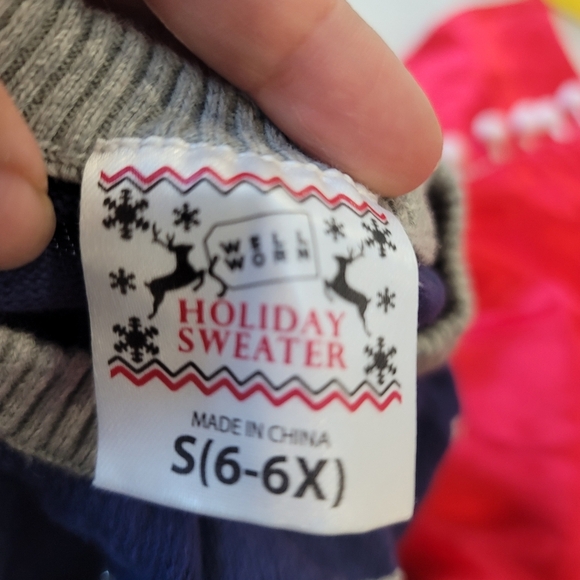 WELL
WORN
HOLIDAY
SWEATER
MADE IN CHINA
S(6-6X)